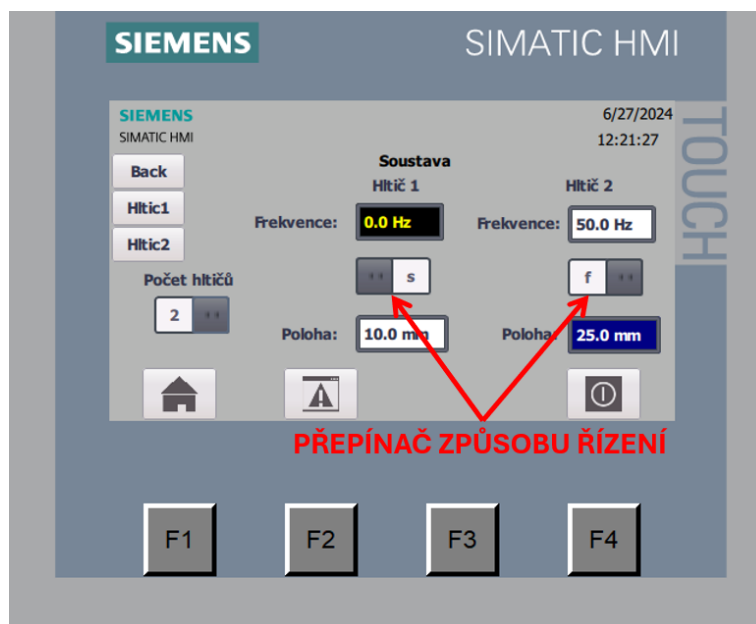 SIEMENS SIMATIC HMI
TOUCH
SIEMENS 6/27/2024
SIMATIC HMI 12:21:27
Back
Hltic1
Hltic2
Počet hltičů
2
Soustava
Hltič 1 Hltič 2
Frekvence: 0.0 Hz Frekvence: 50.0 Hz
s f
Poloha: 10.0 mm Poloha: 25.0 mm
PŘEPÍNAČ ZPŮSOBU ŘÍZENÍ
F1 F2 F3 F4